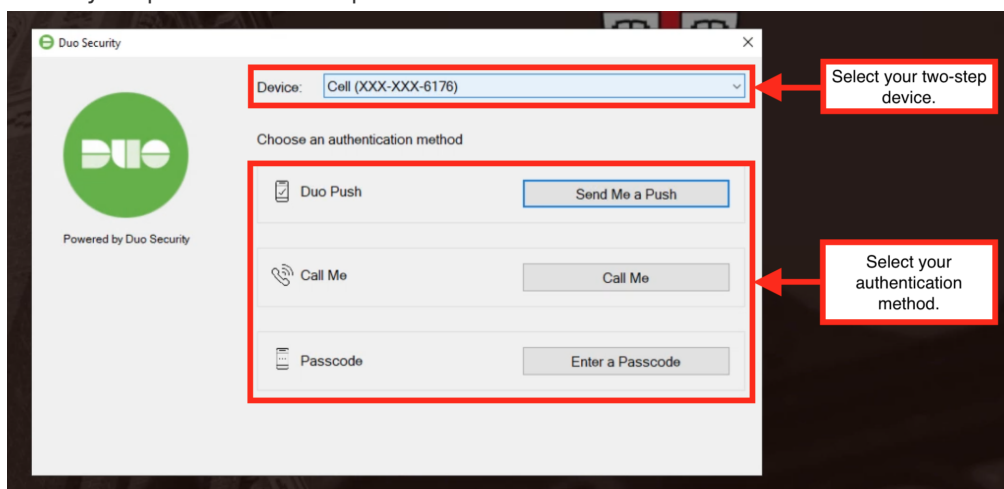 Duo Security
Device: Cell (XXX-XXX-6176)
Select your two-step
device.
Choose an authentication method
DUO
Duo Push
Send Me a Push
Powered by Duo Security
Call Me
Call Me
Select your
authentication
method.
Passcode
Enter a Passcode